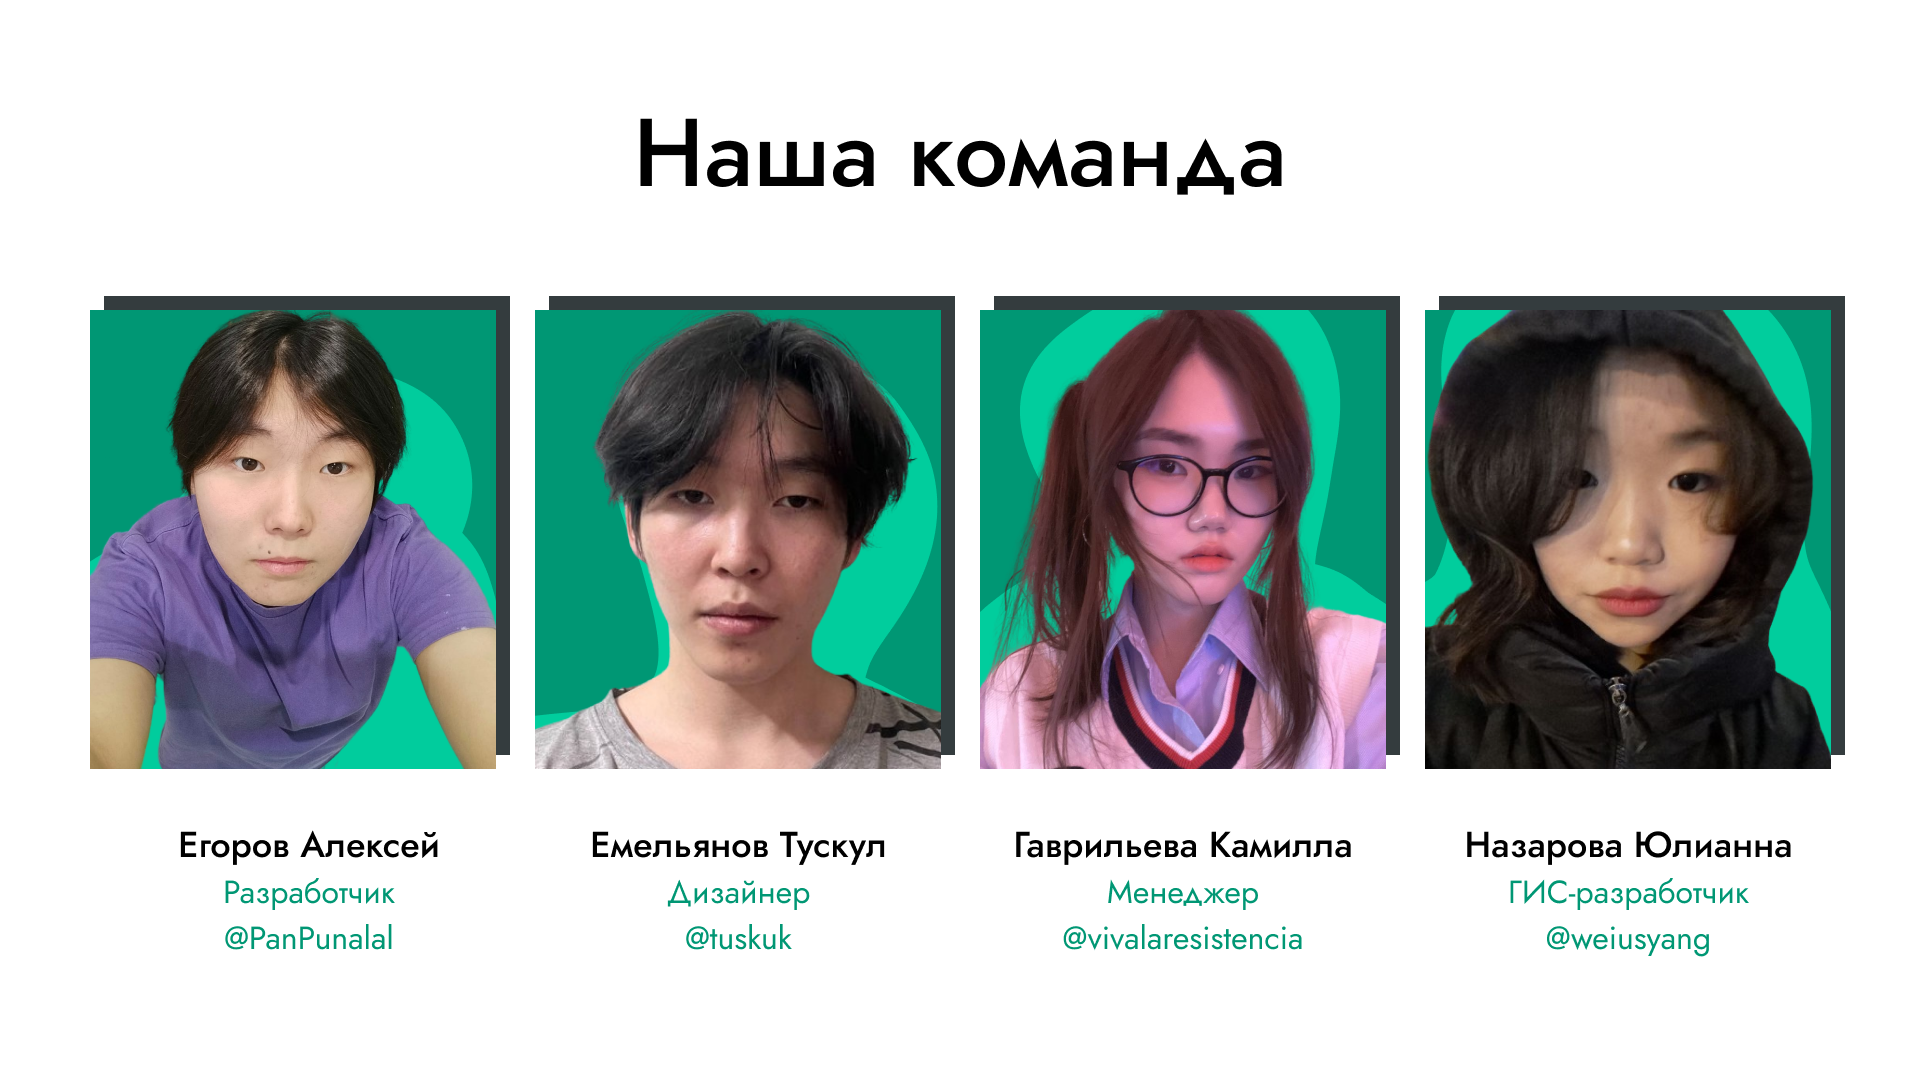 Наша команда
Егоров Алексей
Разработчик
@PanPunalal
Емельянов Тускул
Дизайнер
@tuskuk
Гаврильева Камилла
Менеджер
@vivalaresistencia
Назарова Юлианна
ГИС-разработчик
@weiusyang